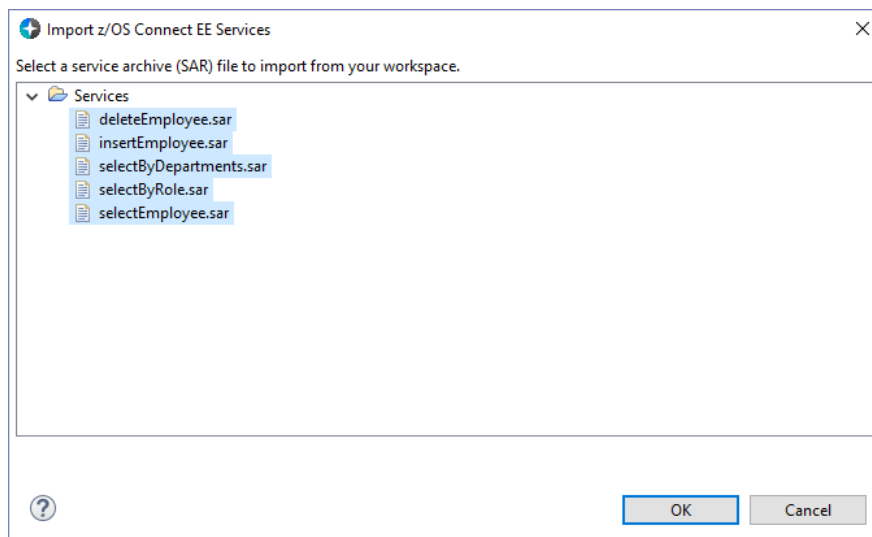 Import z/OS Connect EE Services
Select a service archive (SAR) file to import from your workspace.
Services
deleteEmployee.sar
insertEmployee.sar
selectByDepartments.sar
selectByRole.sar
selectEmployee.sar
?
OK Cancel